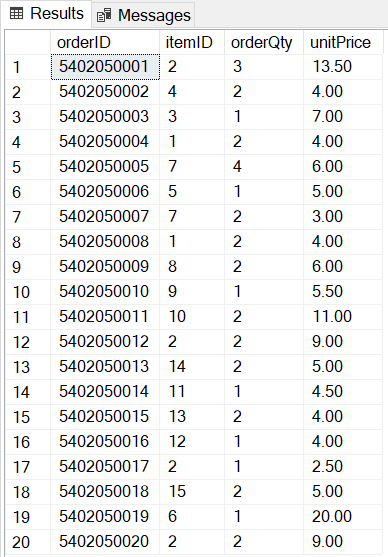 Results Messages
orderID itemID orderQty unitPrice
1 5402050001 2 3 13.50
2 5402050002 4 2 4.00
3 5402050003 3 1 7.00
4 5402050004 1 2 4.00
5 5402050005 7 4 6.00
6 5402050006 5 1 5.00
7 5402050007 7 2 3.00
8 5402050008 1 2 4.00
9 5402050009 8 2 6.00
10 5402050010 9 1 5.50
11 5402050011 10 2 11.00
12 5402050012 2 2 9.00
13 5402050013 14 2 5.00
14 5402050014 11 1 4.50
15 5402050015 13 2 4.00
16 5402050016 12 1 4.00
17 5402050017 2 1 2.50
18 5402050018 15 2 5.00
19 5402050019 6 1 20.00
20 5402050020 2 2 9.00